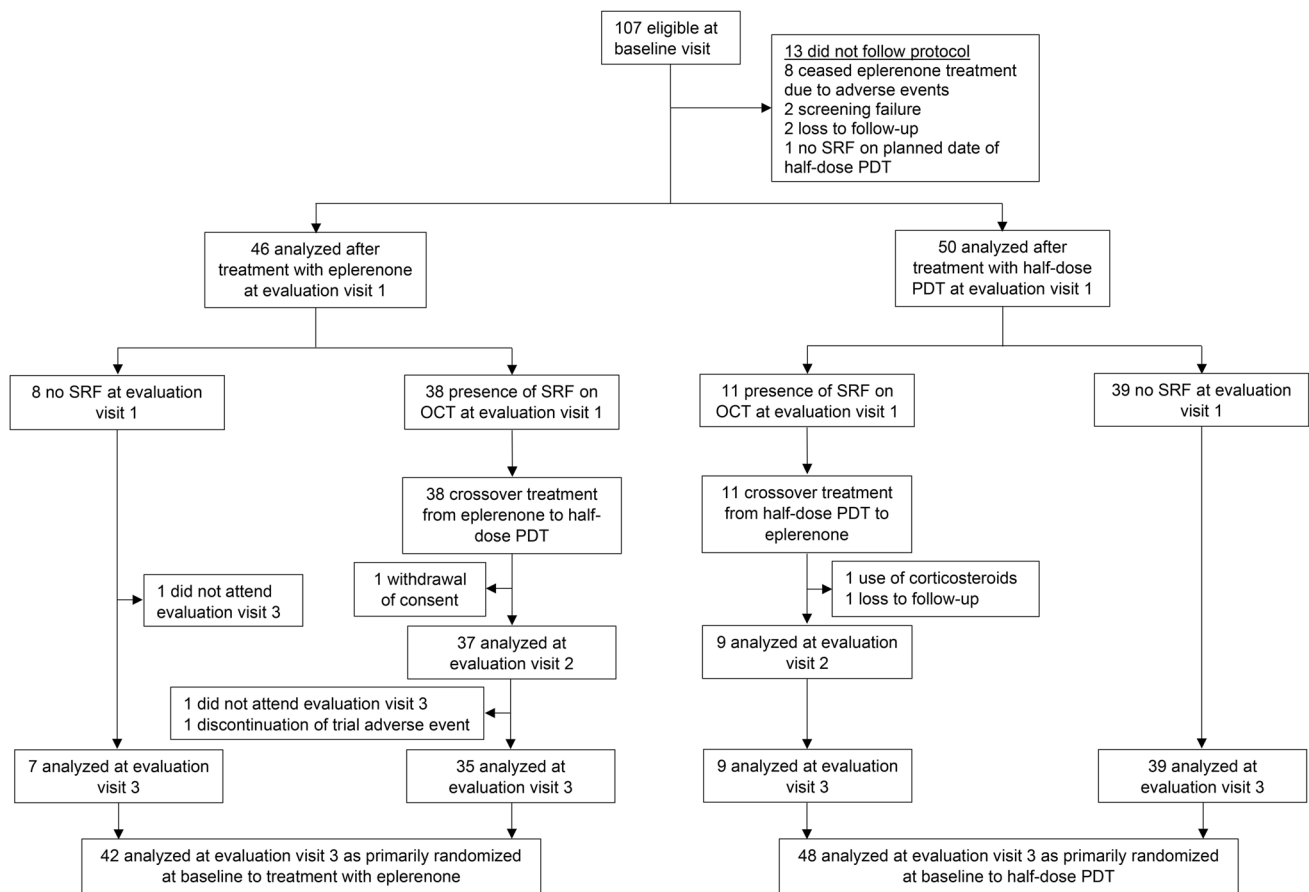 107 eligible at
baseline visit
13 did not follow protocol
8 ceased eplerenone treatment
due to adverse events
2 screening failure
2 loss to follow-up
1 no SRF on planned date of
half-dose PDT
46 analyzed after
treatment with eplerenone
at evaluation visit 1
50 analyzed after
treatment with half-dose
PDT at evaluation visit 1
8 no SRF at evaluation
visit 1
38 presence of SRF on
OCT at evaluation visit 1
11 presence of SRF on
OCT at evaluation visit 1
39 no SRF at evaluation
visit 1
38 crossover treatment
from eplerenone to half-
dose PDT
11 crossover treatment
from half-dose PDT to
eplerenone
1 did not attend
evaluation visit 3
1 withdrawal
of consent
1 use of corticosteroids
1 loss to follow-up
37 analyzed at
evaluation visit 2
9 analyzed at evaluation
visit 2
1 did not attend evaluation visit 3
1 discontinuation of trial adverse event
7 analyzed at evaluation
visit 3
35 analyzed at
evaluation visit 3
9 analyzed at evaluation
visit 3
39 analyzed at
evaluation visit 3
42 analyzed at evaluation visit 3 as primarily randomized
at baseline to treatment with eplerenone
48 analyzed at evaluation visit 3 as primarily randomized
at baseline to half-dose PDT